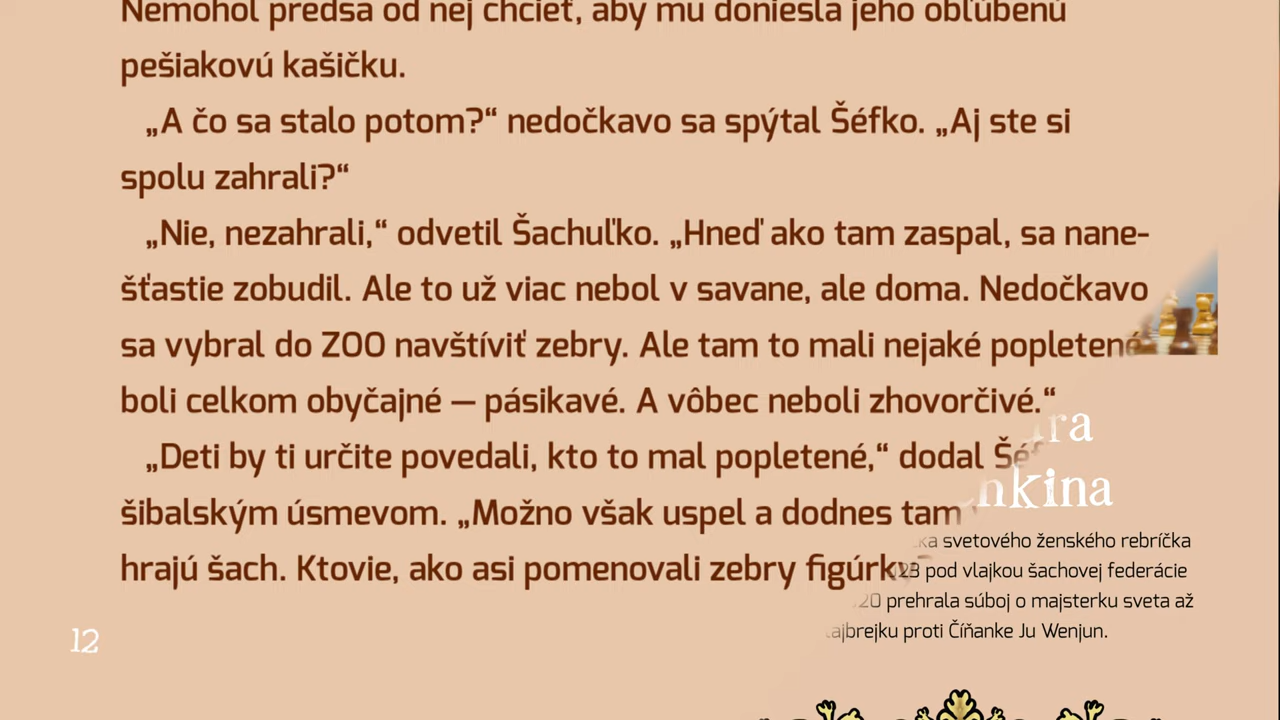 Nemohol predsa od nej chcieť, aby mu doniesla jeho obľúbenú
pešiakovú kašičku.
„A čo sa stalo potom?“ nedočkavo sa spýtal Šéfko. „Aj ste si
spolu zahrali?“
„Nie, nezahrali,“ odvetil Šachuľko. „Hneď ako tam zaspal, sa nane-
šťastie zobudil. Ale to už viac nebol v savane, ale doma. Nedočkavo
sa vybral do ZOO navštíviť zebry. Ale tam to mali nejaké popletené
boli celkom obyčajné — pásikavé. A vôbec neboli zhovorčivé.“
„Deti by ti určite povedali, kto to mal popletené,“ dodal
šibalským úsmevom. „Možno však uspel a dodnes tam
hrajú šach. Ktovie, ako asi pomenovali zebry
12
svetového ženského rebríčka
pod vlajkou šachovej federácie
prehrala súboj o majsterku sveta až
proti Číňanke Ju Wenjun.